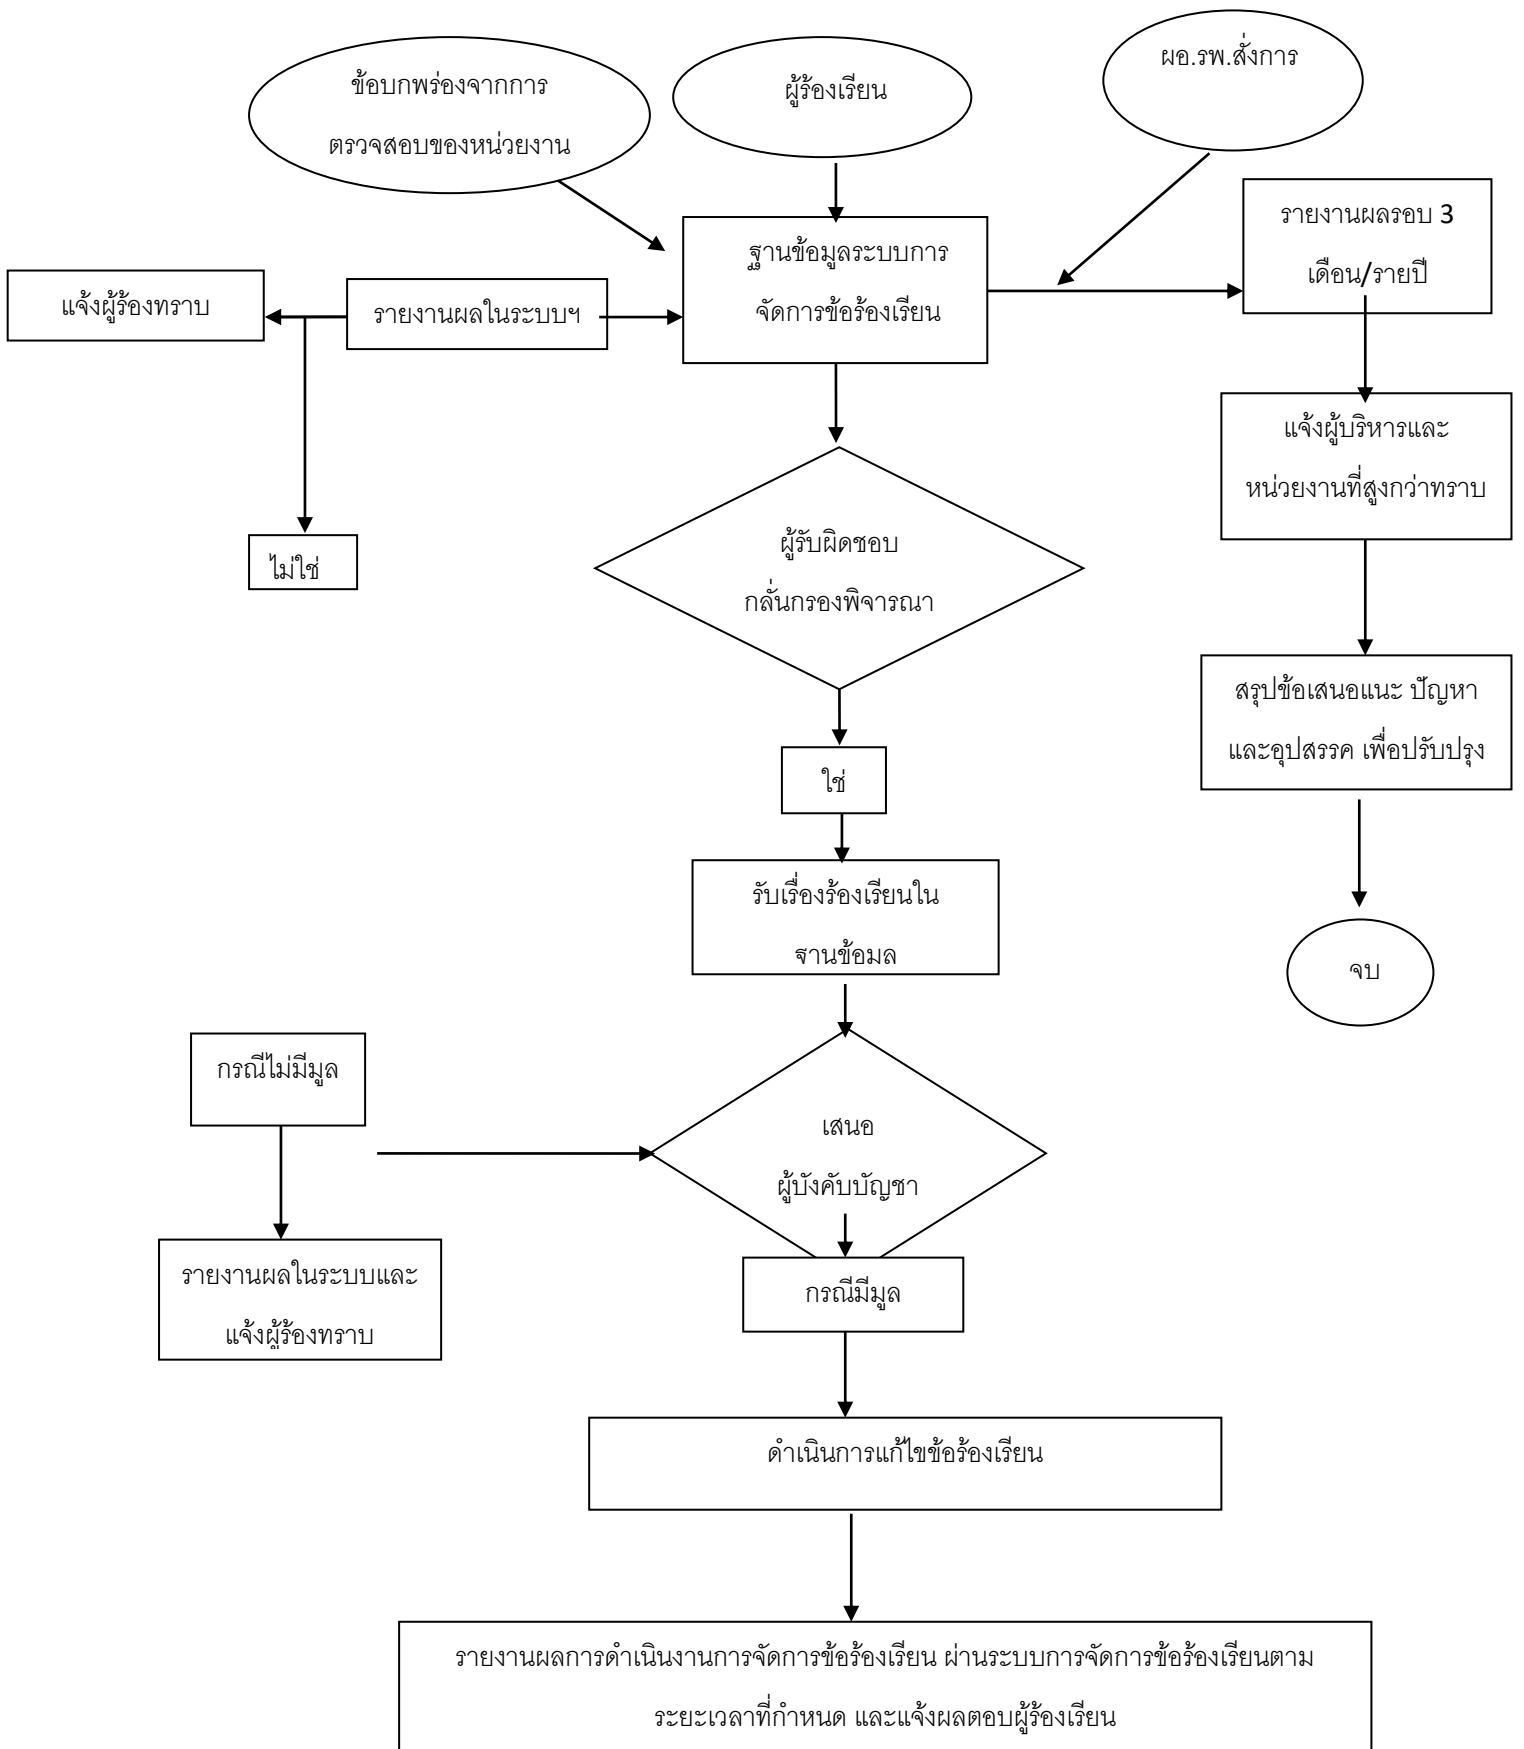 ข้อบกพร่องจากการ
ตรวจสอบของหน่วยงาน
ผู้ร้องเรียน
ผอ.รพ.สั่งการ
รายงานผลรอบ 3
เดือน/รายปี
ฐานข้อมูลระบบการ
จัดการข้อร้องเรียน
แจ้งผู้ร้องทราบ
รายงานผลในระบบฯ
แจ้งผู้บริหารและ
หน่วยงานที่สูงกว่าทราบ
ไม่ใช่
ผู้รับผิดชอบ
กลั่นกรองพิจารณา
สรุปข้อเสนอแนะ ปัญหา
และอุปสรรค เพื่อปรับปรุง
ใช่
รับเรื่องร้องเรียนใน
ฐานข้อมูล
จบ
กรณีไม่มีมูล
เสนอ
ผู้บังคับบัญชา
รายงานผลในระบบและ
แจ้งผู้ร้องทราบ
กรณีมีมูล
ดำเนินการแก้ไขข้อร้องเรียน
รายงานผลการดำเนินงานการจัดการข้อร้องเรียน ผ่านระบบการจัดการข้อร้องเรียนตาม
ระยะเวลาที่กำหนด และแจ้งผลตอบผู้ร้องเรียน